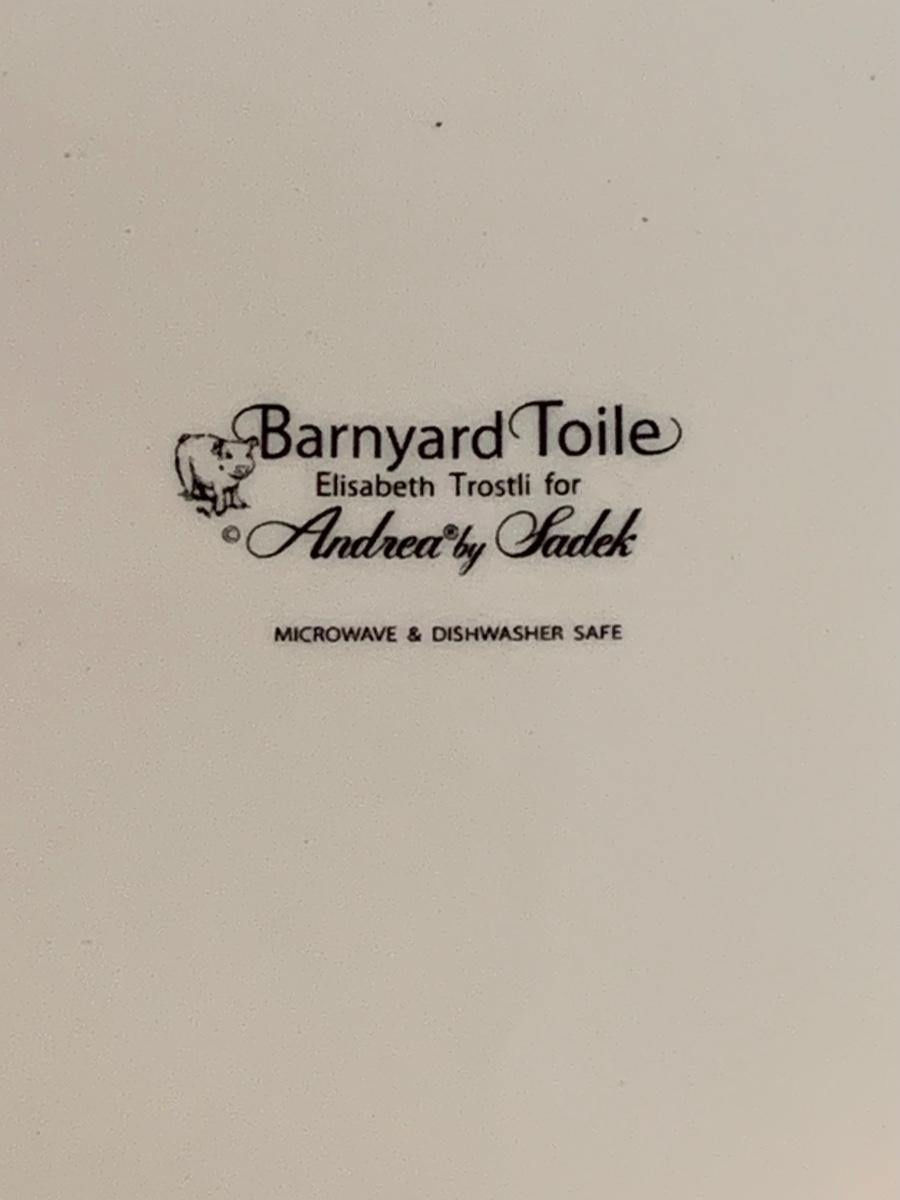 Barnyard Toile
Elisabeth Trostli for
© Andrea® by Sadek
MICROWAVE & DISHWASHER SAFE